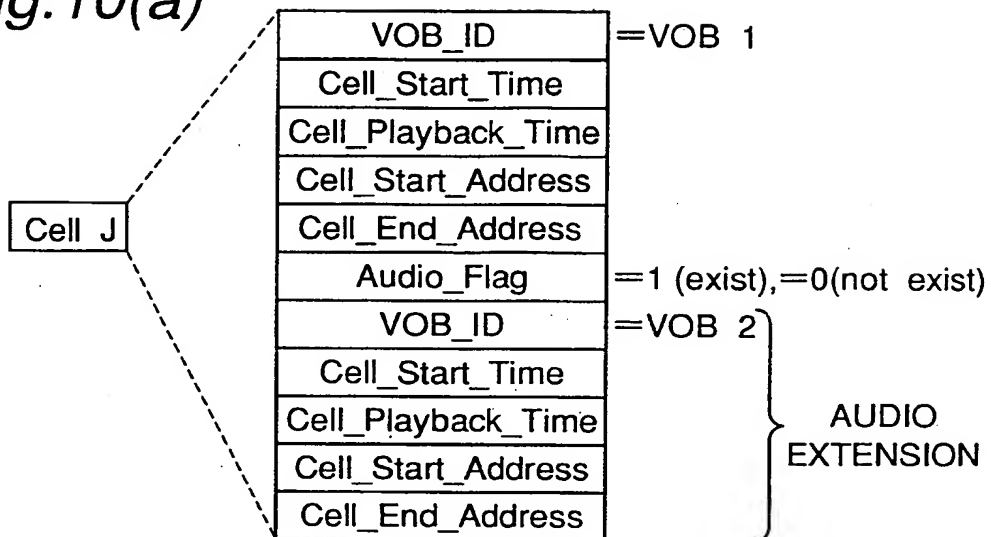 g.10(a)
VOB_ID =VOB 1
Cell_Start_Time
Cell_Playback_Time
Cell_Start_Address
Cell J
Cell_End_Address
Audio_Flag =1 (exist),=0(not exist)
VOB_ID =VOB 2
Cell_Start_Time
Cell_Playback_Time
AUDIO
EXTENSION
Cell_Start_Address
Cell_End_Address